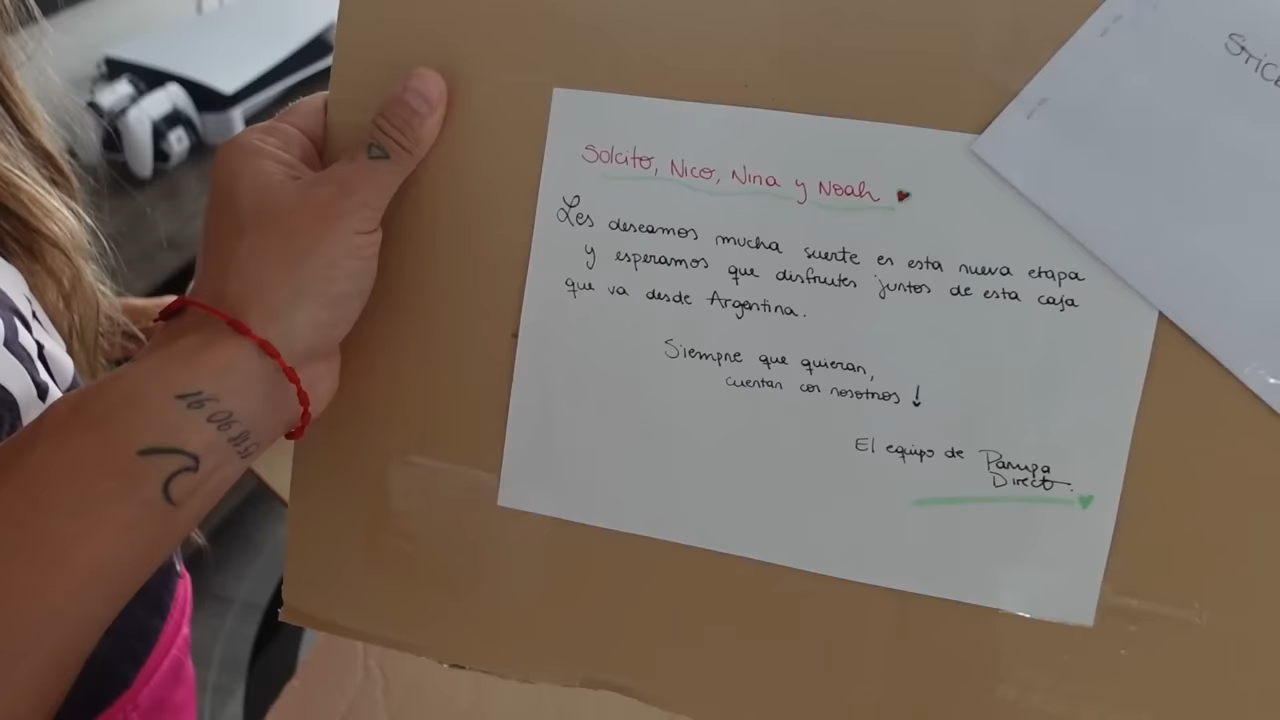 Solcito, Nico, Nina y Noah
Les deseamos mucha suerte en esta nueva etapa
y esperamos que disfruten juntos de esta caja
que va desde Argentina.
Siempre que quieran,
cuentan con nosotros!
El equipo de Pampa
Direct.